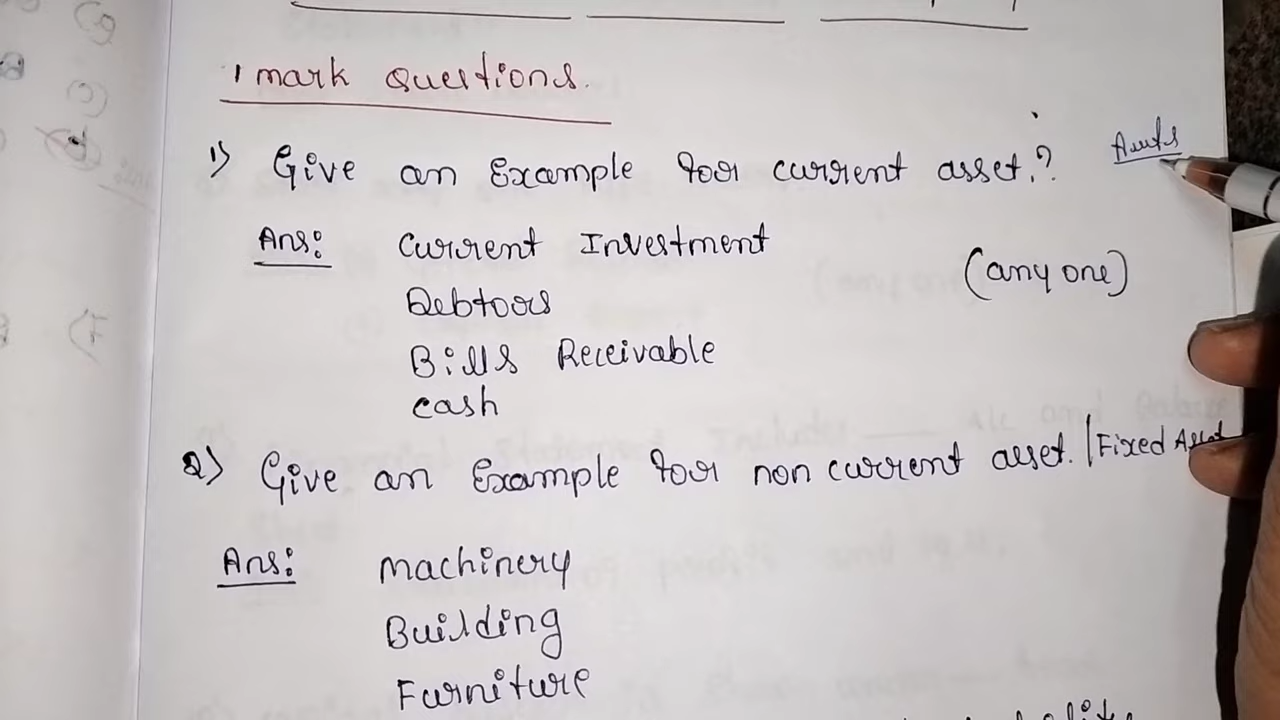 1 mark questions.
1) Give an Example for current asset.?
Ans: Current Investment
(any one)
Debtors
Bills Receivable
cash
2) Give an Example for non current asset. | Fixed Asset
Ans: Machinery
Building
Furniture